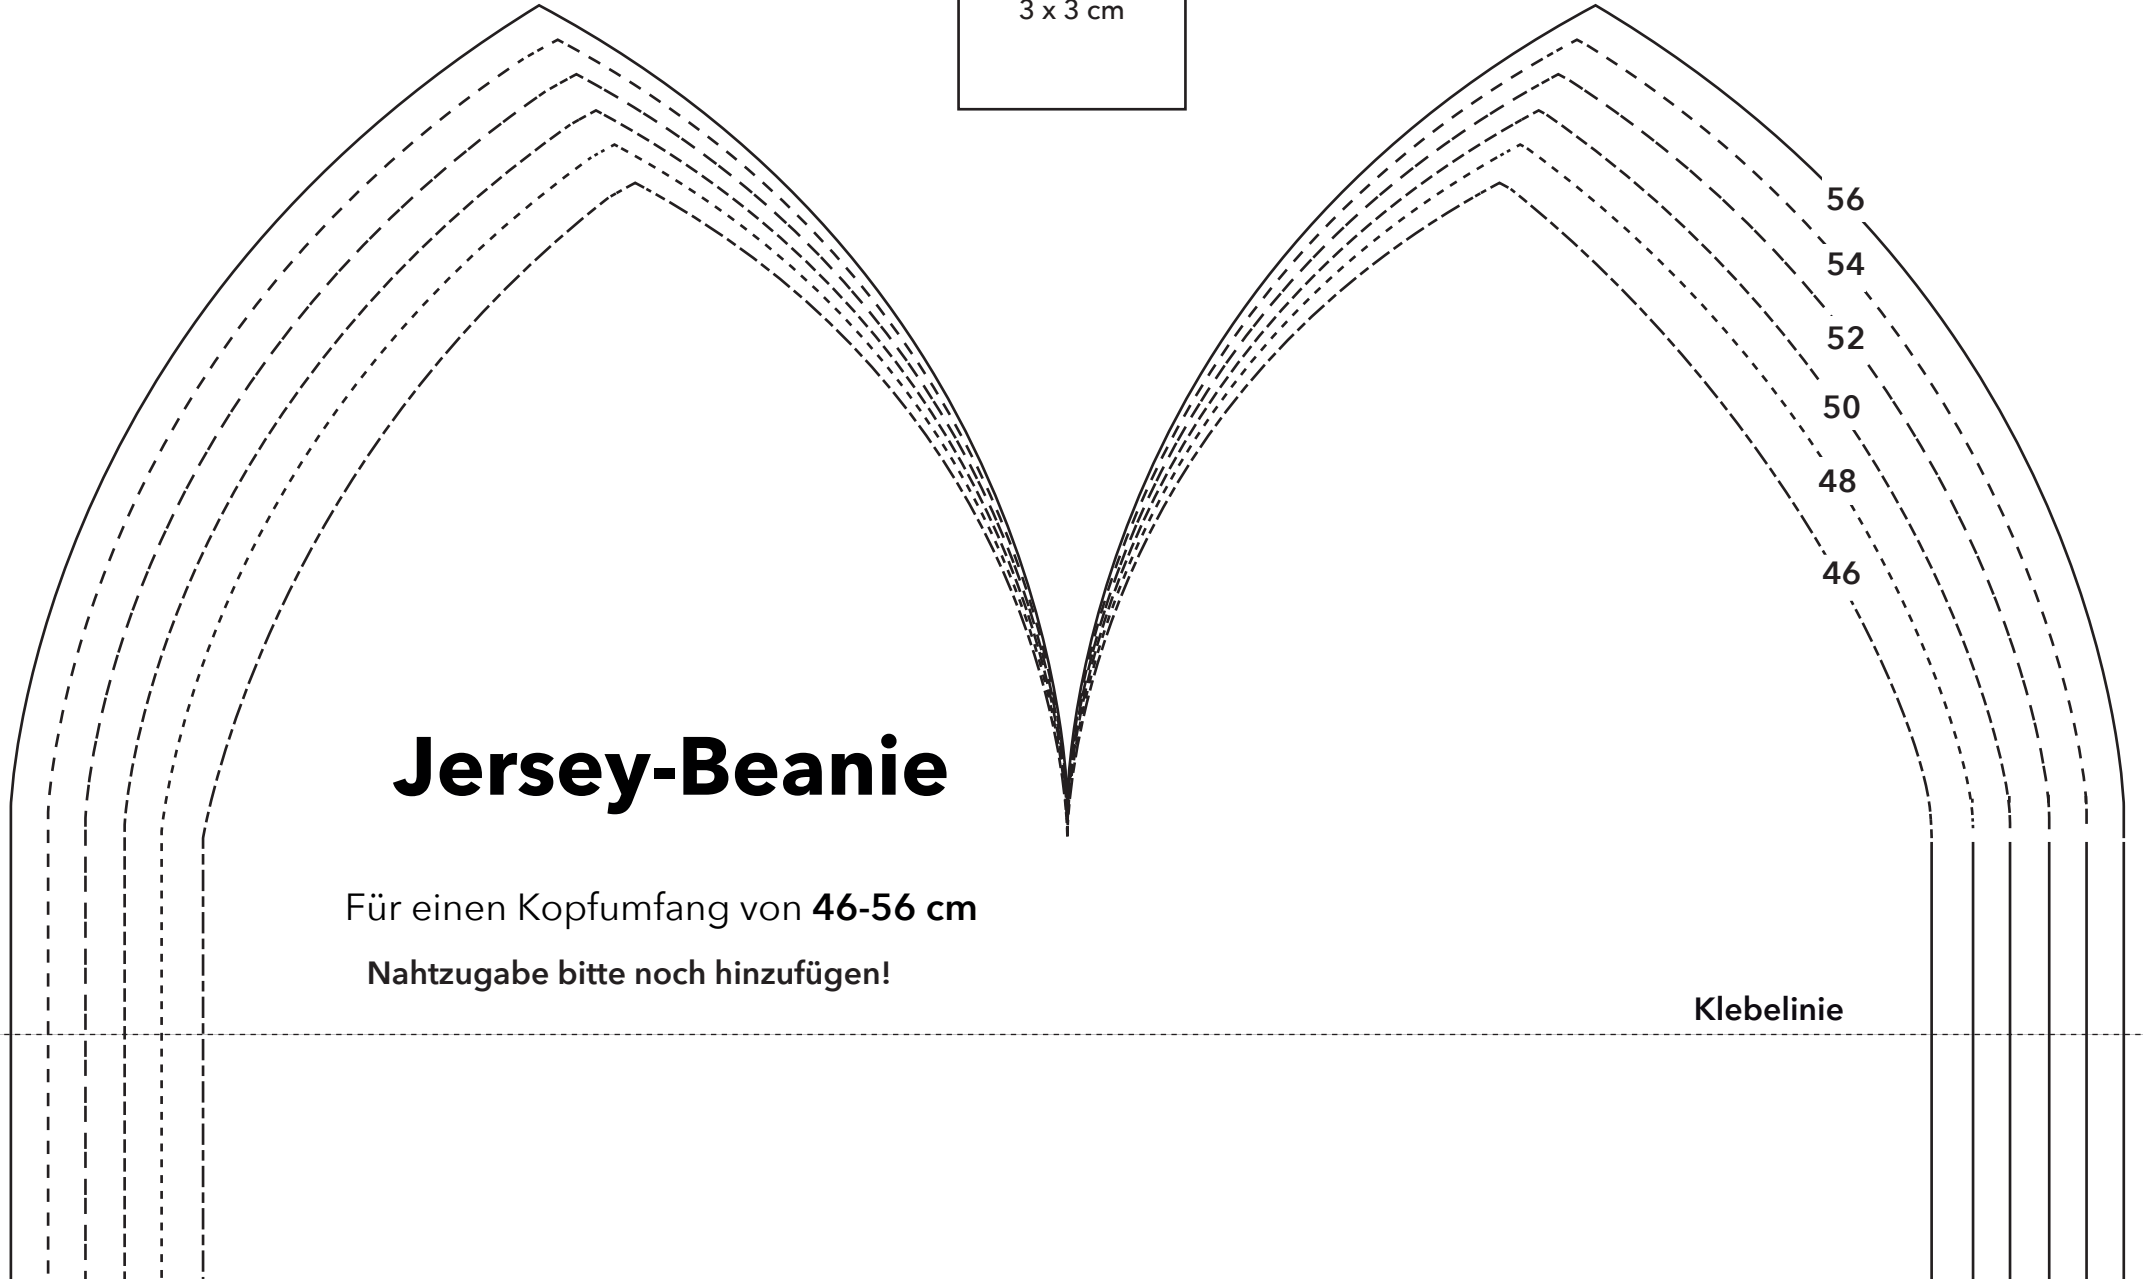 3 x 3 cm
56
54
52
50
48
46
Jersey-Beanie
Für einen Kopfumfang von 46-56 cm
Nahtzugabe bitte noch hinzufügen!
Klebelinie